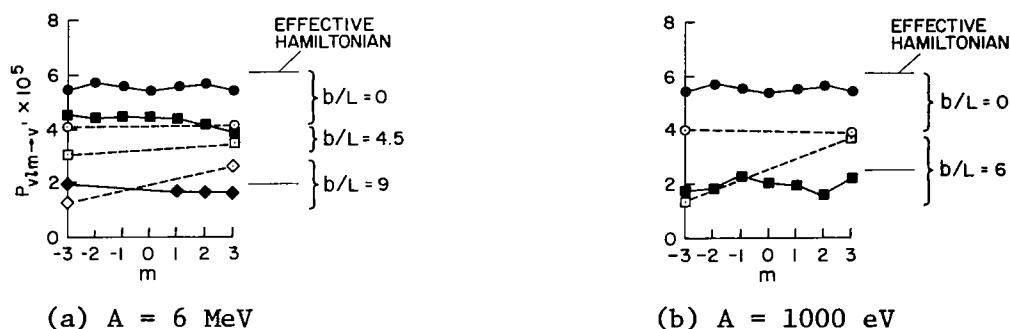 EFFECTIVE
HAMILTONIAN
P vlm→v' × 10^5
8
6
4
2
0
b/L=0
b/L=4.5
b/L=9
-3 -2 -1 0 1 2 3
m
(a) A = 6 MeV
EFFECTIVE
HAMILTONIAN
8
6
4
2
0
b/L=0
b/L=6
-3 -2 -1 0 1 2 3
m
(b) A = 1000 eV